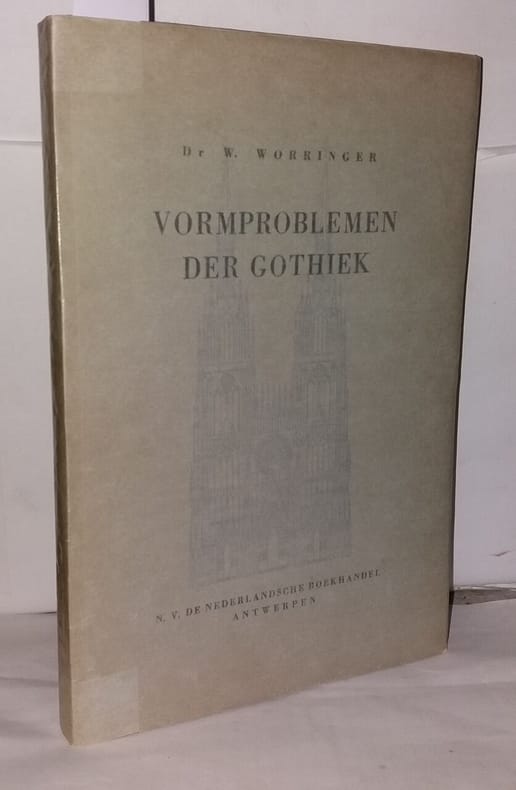 Dr W. WORRINGER
VORMPROBLEMEN
DER GOTHIEK
N. V. DE NEDERLANDSCHE BOEKHANDEL
ANTWERPEN